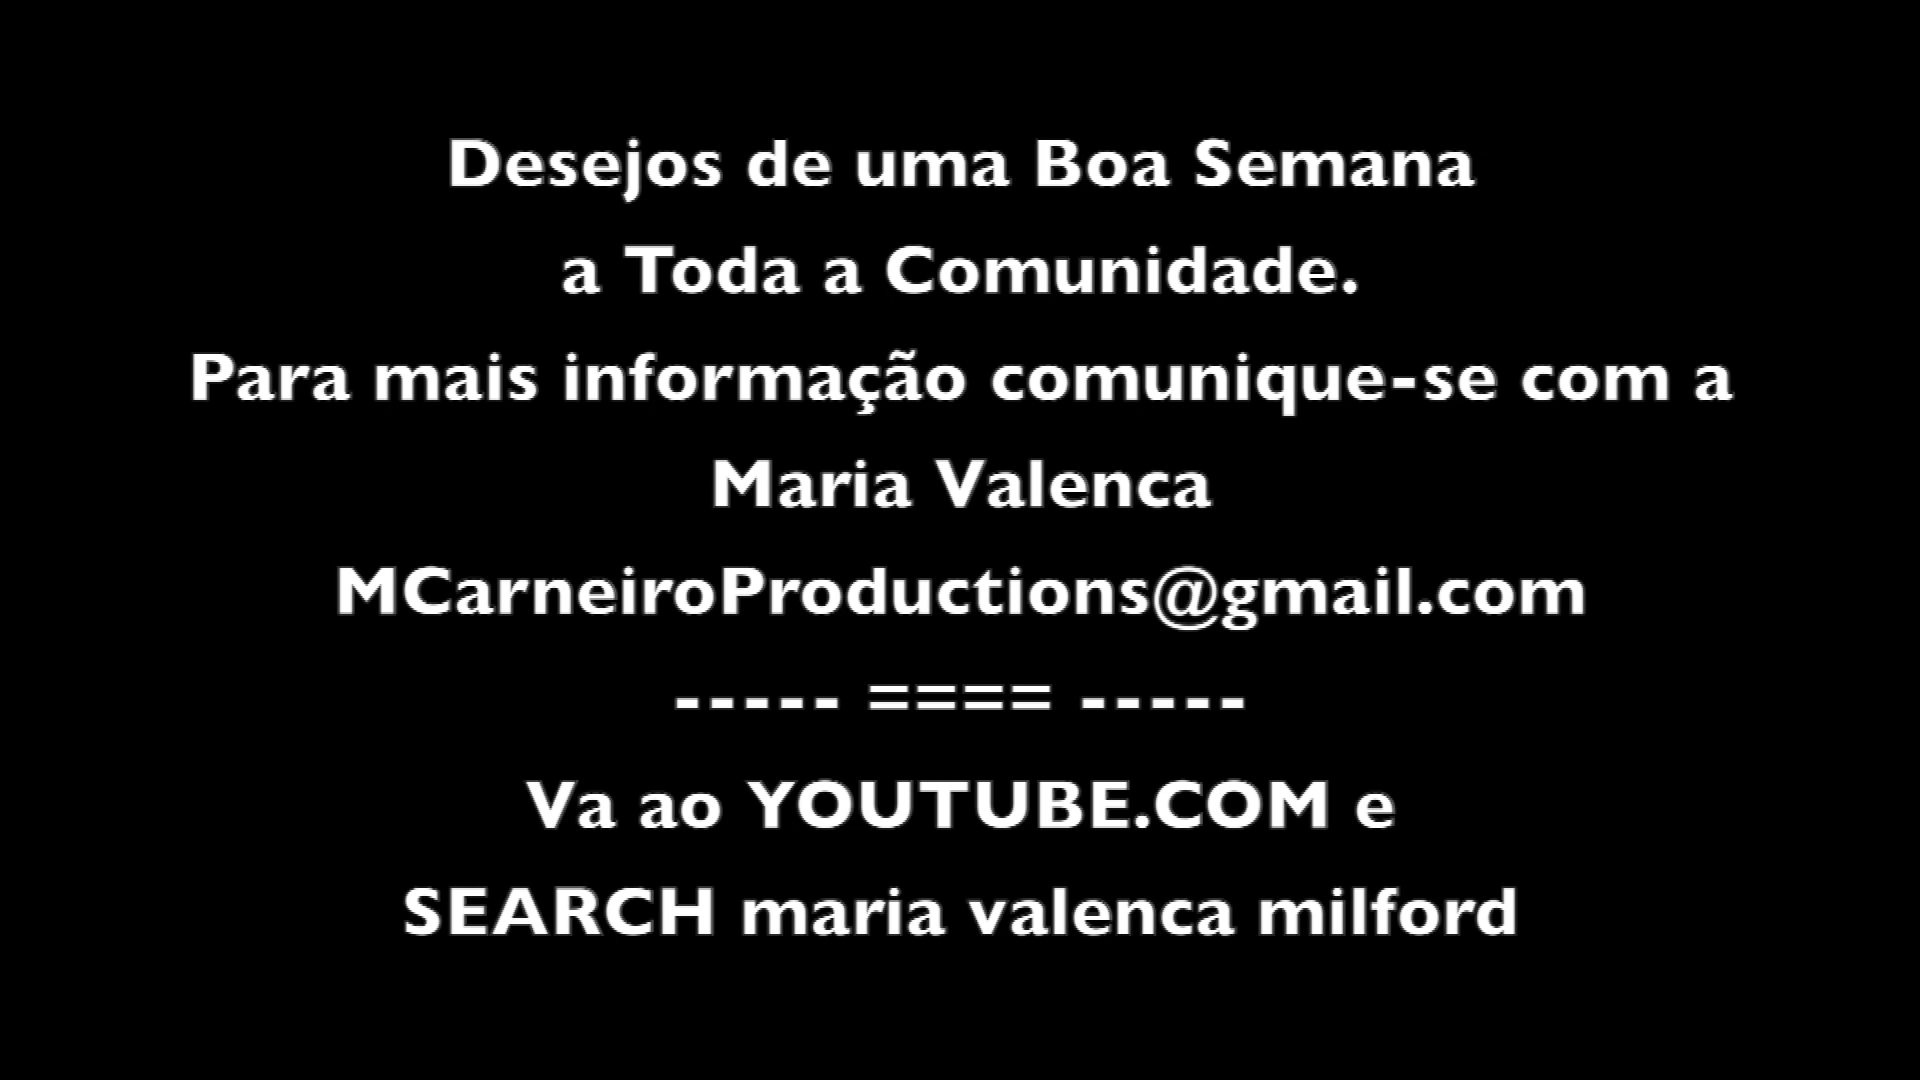 Desejos de uma Boa Semana
a Toda a Comunidade.
Para mais informação comunique-se com a
Maria Valenca
MCarneiroProductions@gmail.com
----- ==== -----
Va ao YOUTUBE.COM e
SEARCH maria valenca milford